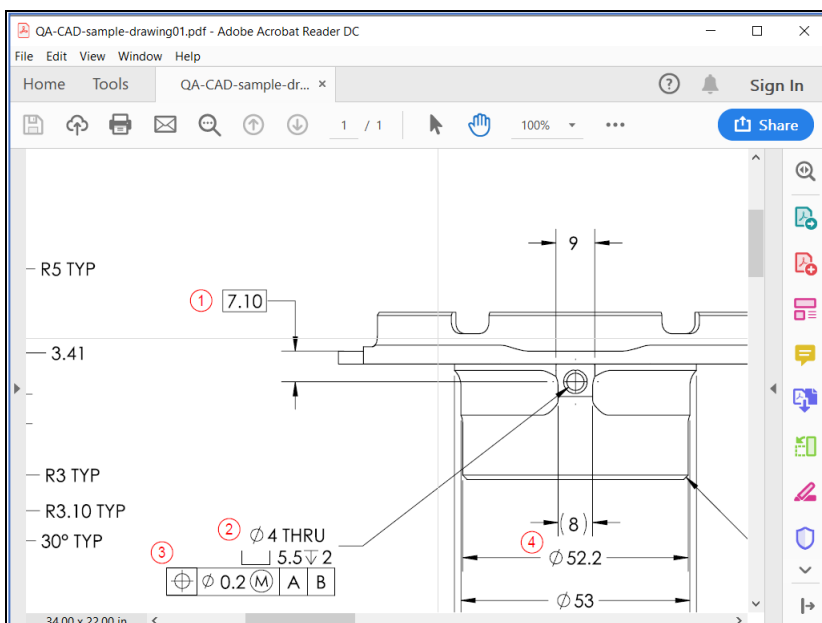 QA-CAD-sample-drawing01.pdf - Adobe Acrobat Reader DC
File Edit View Window Help
Home Tools QA-CAD-sample-dr... × Sign In
1 / 1 100% Share
9
R5 TYP
1 7.10
3.41
R3 TYP
R3.10 TYP
30° TYP
2 ⌀4 THRU
⌴ 5.5↧2
3
⌖ ⌀0.2Ⓜ A B
(8)
4 ⌀52.2
⌀53
34.00 x 22.00 in